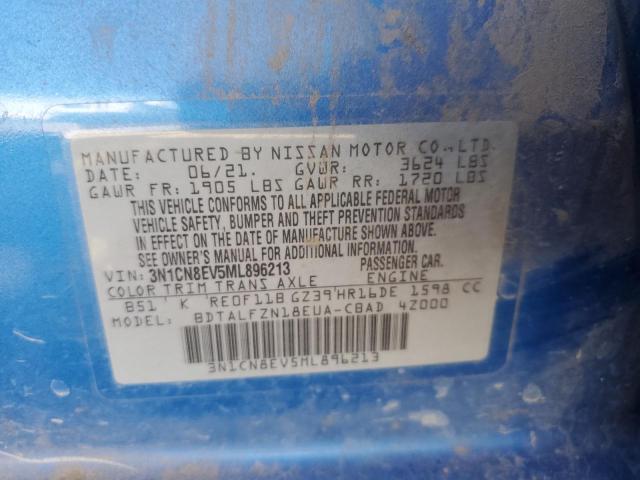 MANUFACTURED BY NISSAN MOTOR CO.,LTD.
DATE: 06/21. GVWR: 3624 LBS
GAWR FR: 1905 LBS GAWR RR: 1720 LBS
THIS VEHICLE CONFORMS TO ALL APPLICABLE FEDERAL MOTOR
VEHICLE SAFETY, BUMPER AND THEFT PREVENTION STANDARDS
IN EFFECT ON THE DATE OF MANUFACTURE SHOWN ABOVE.
SEE OWNER'S MANUAL FOR ADDITIONAL INFORMATION.
VIN: 3N1CN8EV5ML896213 PASSENGER CAR.
COLOR TRIM TRANS AXLE ENGINE
B51 K RE0F11B GZ39 HR16DE 1598 CC
MODEL: BDTALFZN18EUA-CBAD 4Z000
3N1CN8EV5ML896213